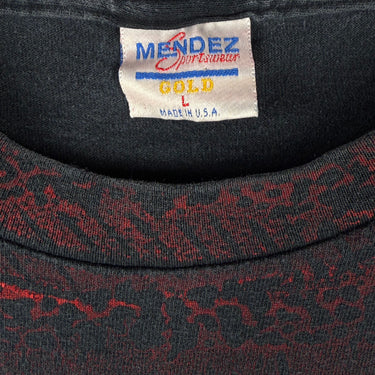 MENDEZ
Sportswear
GOLD
L
MADE IN U.S.A.